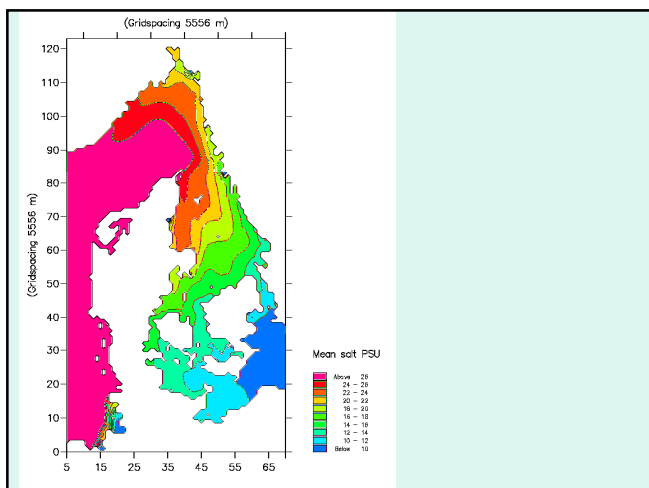 (Gridspacing 5556 m)
120
110
100
90
80
70
60
50
40
30
20
10
0
(Gridspacing 5556 m)
5 15 25 35 45 55 65
Mean salt PSU
Above 26
24 - 26
22 - 24
20 - 22
18 - 20
16 - 18
14 - 16
12 - 14
10 - 12
Below 10